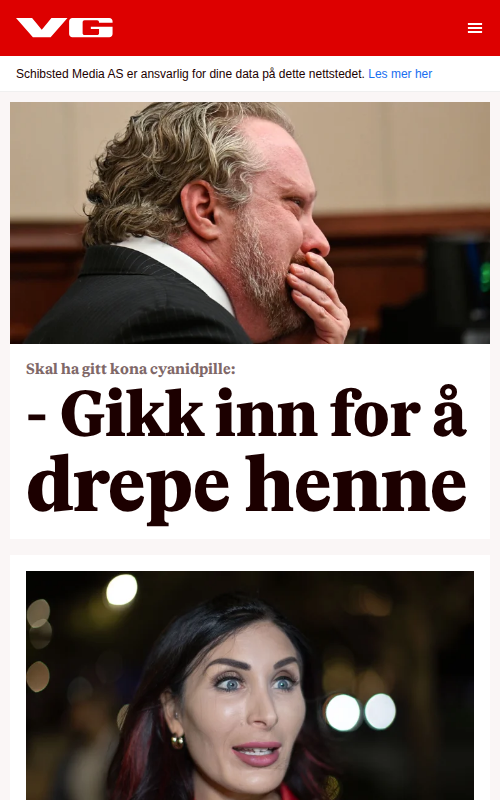 VG
Schibsted Media AS er ansvarlig for dine data på dette nettstedet. Les mer her
Skal ha gitt kona cyanidpille:
- Gikk inn for å
drepe henne